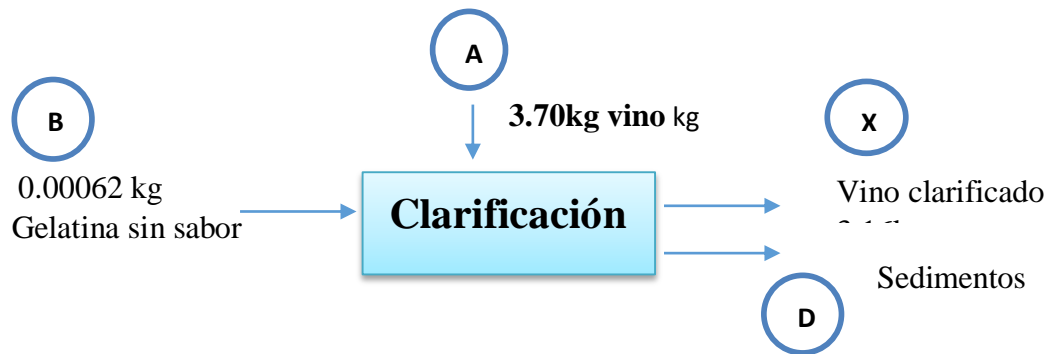 A
B
3.70kg vino kg
X
0.00062 kg
Gelatina sin sabor
Clarificación
Vino clarificado
Sedimentos
D